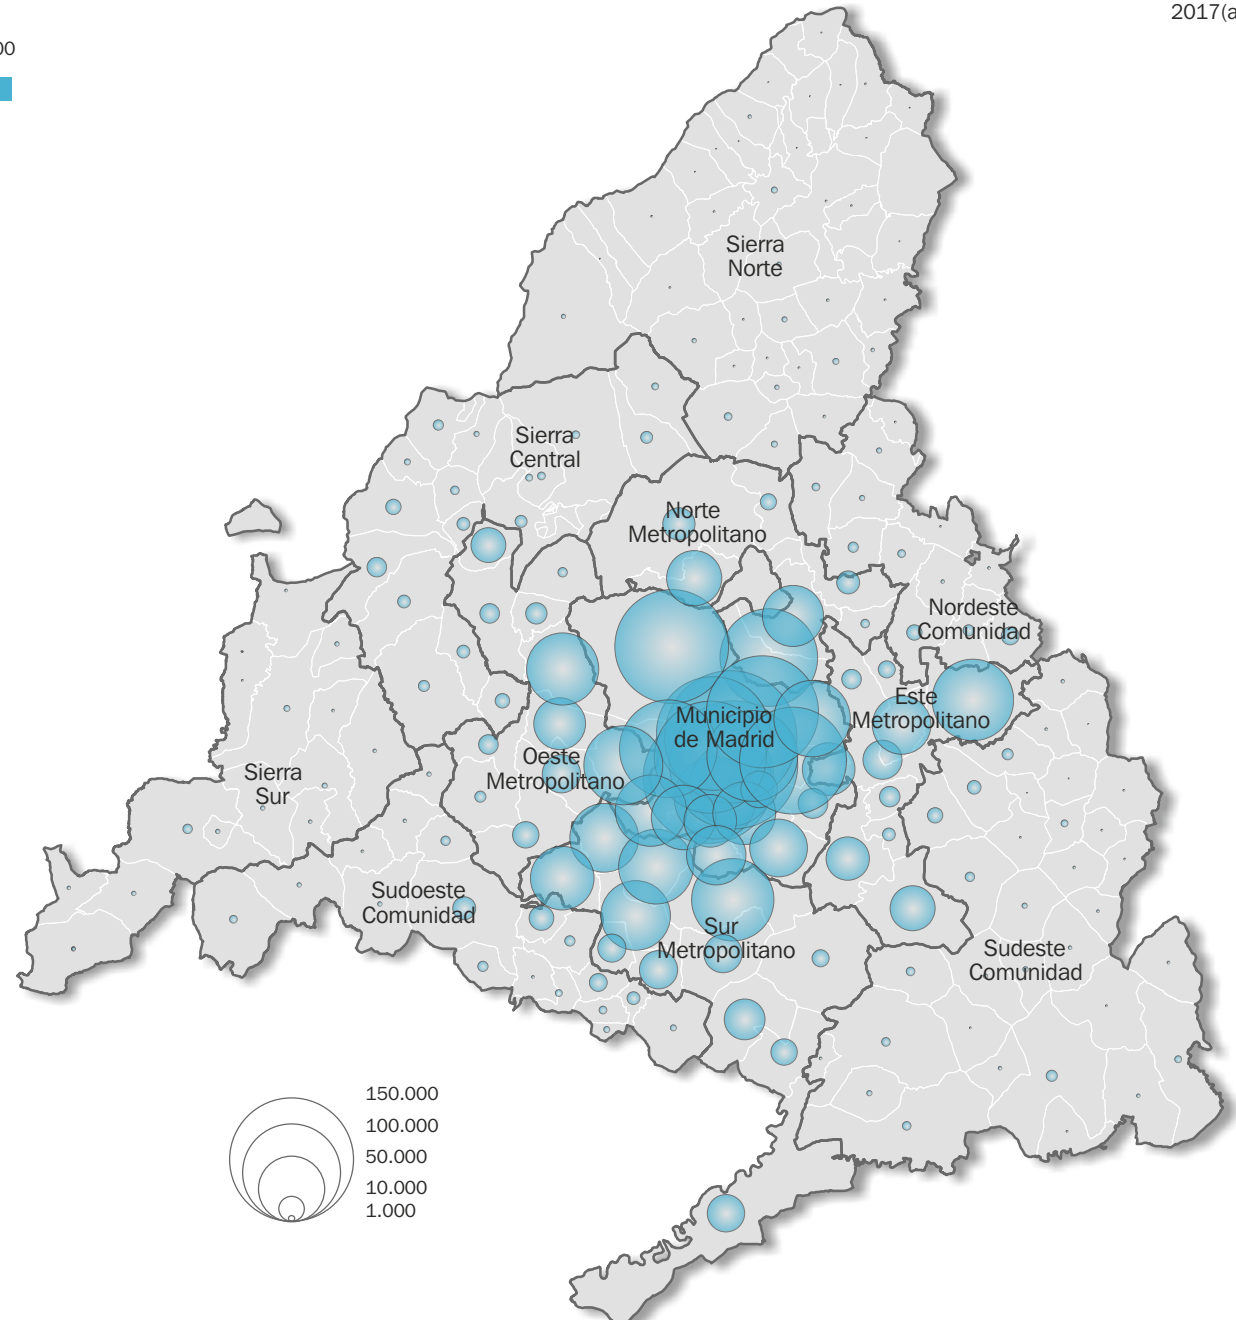 2017(a
00
Sierra
Norte
Sierra
Central
Norte
Metropolitano
Nordeste
Comunidad
Este
Metropolitano
Municipio
de Madrid
Oeste
Metropolitano
Sierra
Sur
Sudoeste
Comunidad
Sur
Metropolitano
Sudeste
Comunidad
150.000
100.000
50.000
10.000
1.000